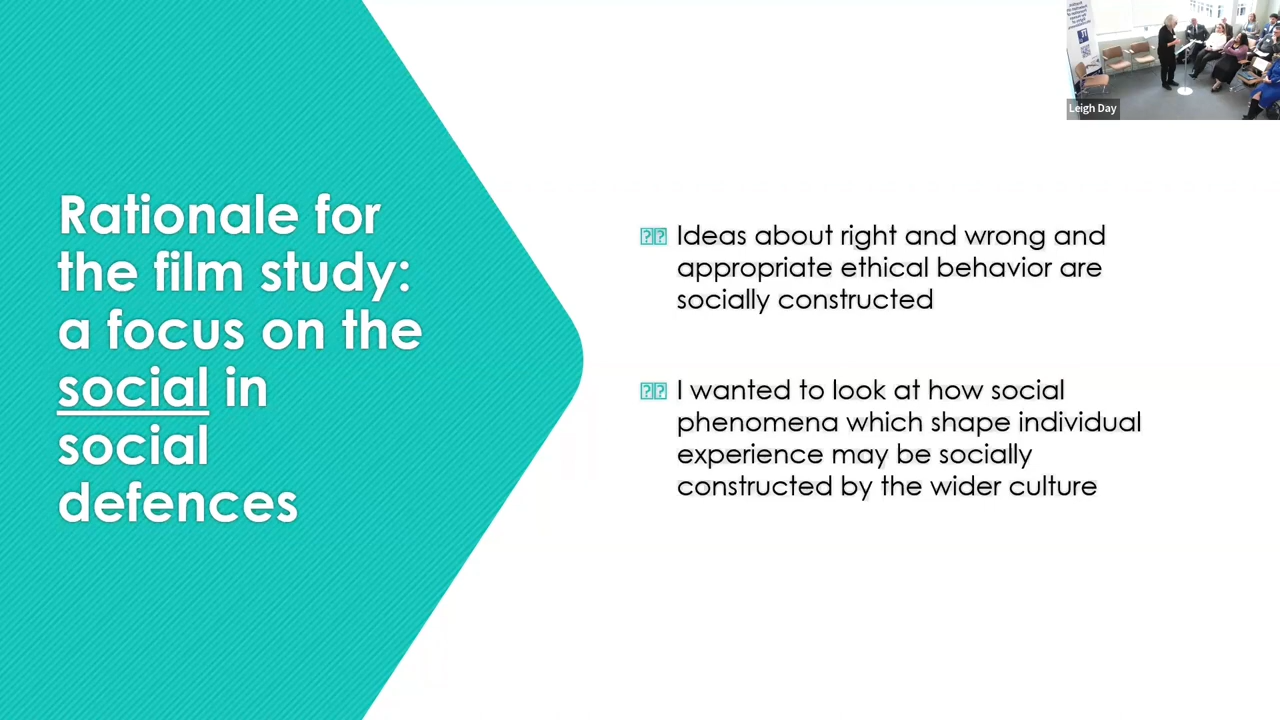 Rationale for
the film study:
a focus on the
social in
social
defences
Ideas about right and wrong and
appropriate ethical behavior are
socially constructed
I wanted to look at how social
phenomena which shape individual
experience may be socially
constructed by the wider culture
Leigh Day